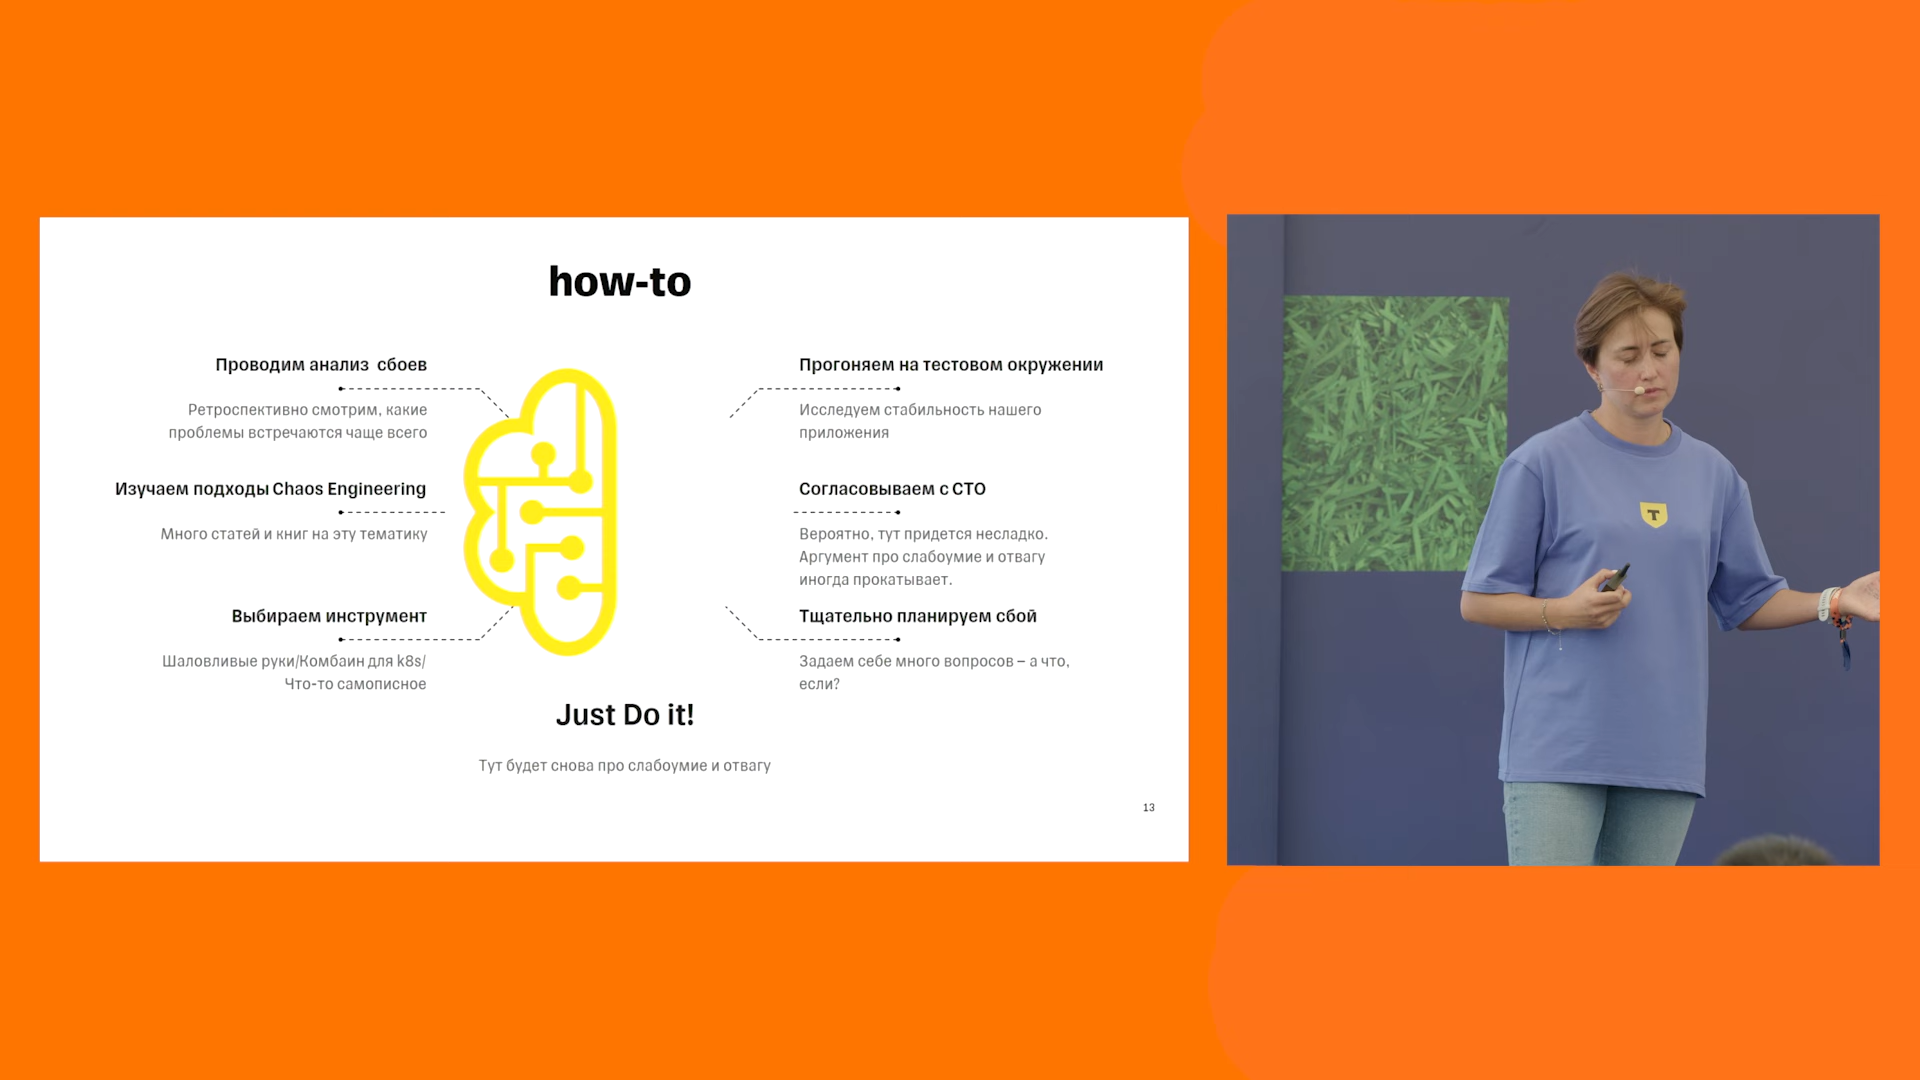 how-to
Проводим анализ сбоев
Ретроспективно смотрим, какие
проблемы встречаются чаще всего
Изучаем подходы Chaos Engineering
Много статей и книг на эту тематику
Выбираем инструмент
Шаловливые руки/Комбаин для k8s/
Что-то самописное
Прогоняем на тестовом окружении
Исследуем стабильность нашего
приложения
Согласовываем с СТО
Вероятно, тут придется несладко.
Аргумент про слабоумие и отвагу
иногда прокатывает.
Тщательно планируем сбой
Задаем себе много вопросов – а что,
если?
Just Do it!
Тут будет снова про слабоумие и отвагу
13
T